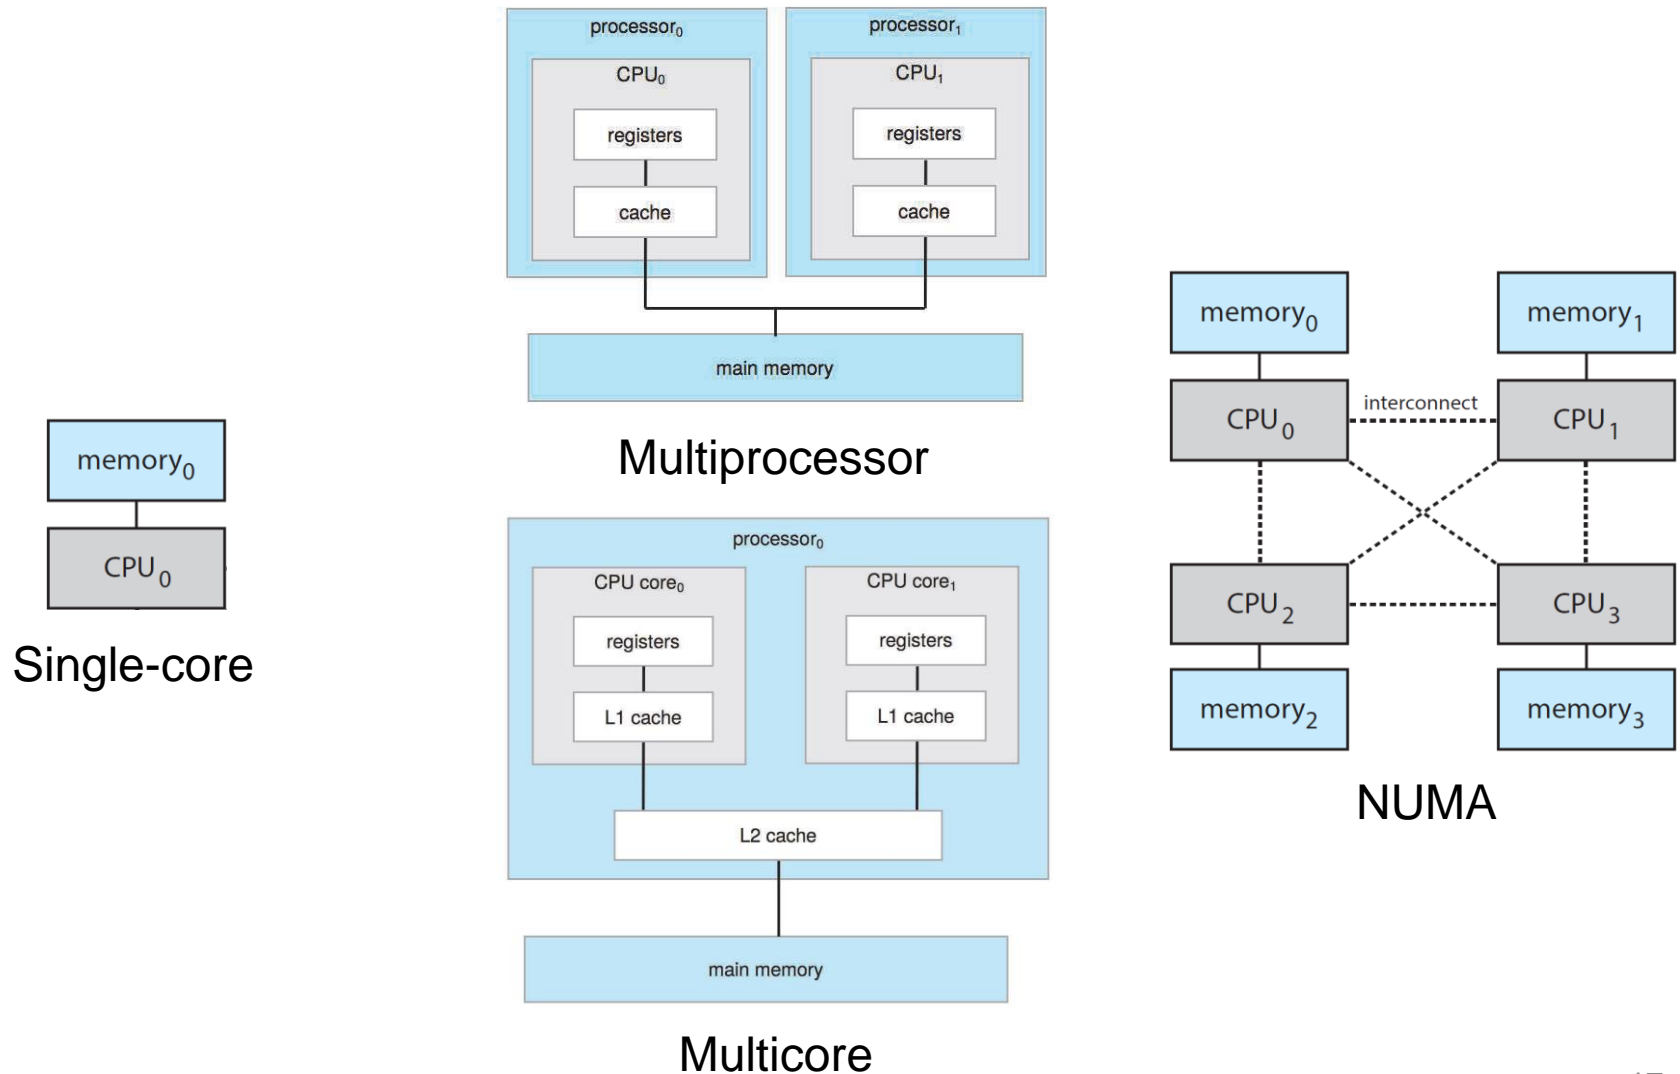 memory₀
CPU₀
Single-core
processor₀
CPU₀
registers
cache
processor₁
CPU₁
registers
cache
main memory
Multiprocessor
processor₀
CPU core₀
registers
L1 cache
CPU core₁
registers
L1 cache
L2 cache
main memory
Multicore
memory₀
memory₁
CPU₀
interconnect
CPU₁
CPU₂
CPU₃
memory₂
memory₃
NUMA